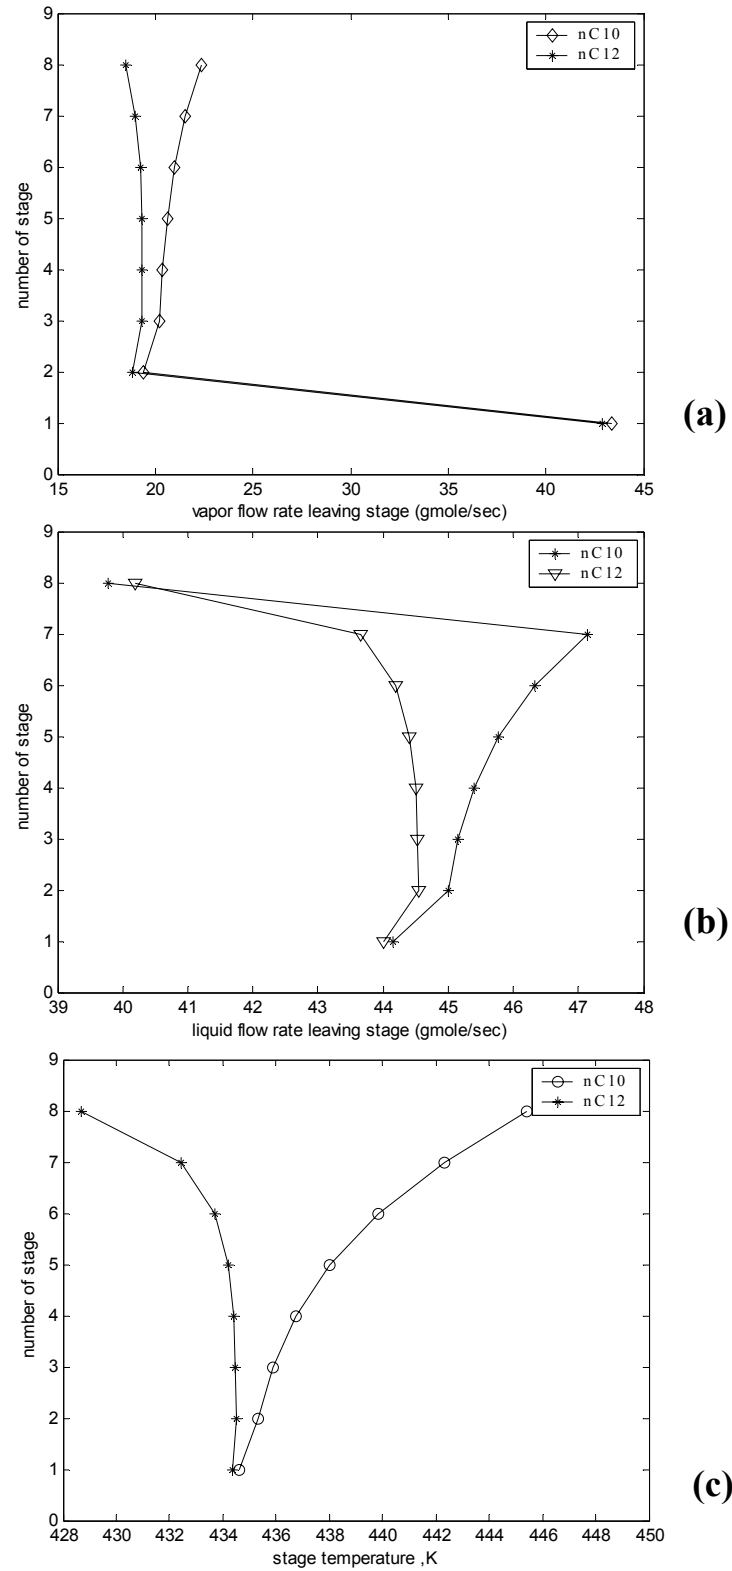 9
8
7
6
5
4
3
2
1
0
number of stage
nC10
nC12
15 20 25 30 35 40 45
vapor flow rate leaving stage (gmole/sec)
(a)
9
8
7
6
5
4
3
2
1
0
number of stage
nC10
nC12
39 40 41 42 43 44 45 46 47 48
liquid flow rate leaving stage (gmole/sec)
(b)
9
8
7
6
5
4
3
2
1
0
number of stage
nC10
nC12
428 430 432 434 436 438 440 442 444 446 448 450
stage temperature ,K
(c)